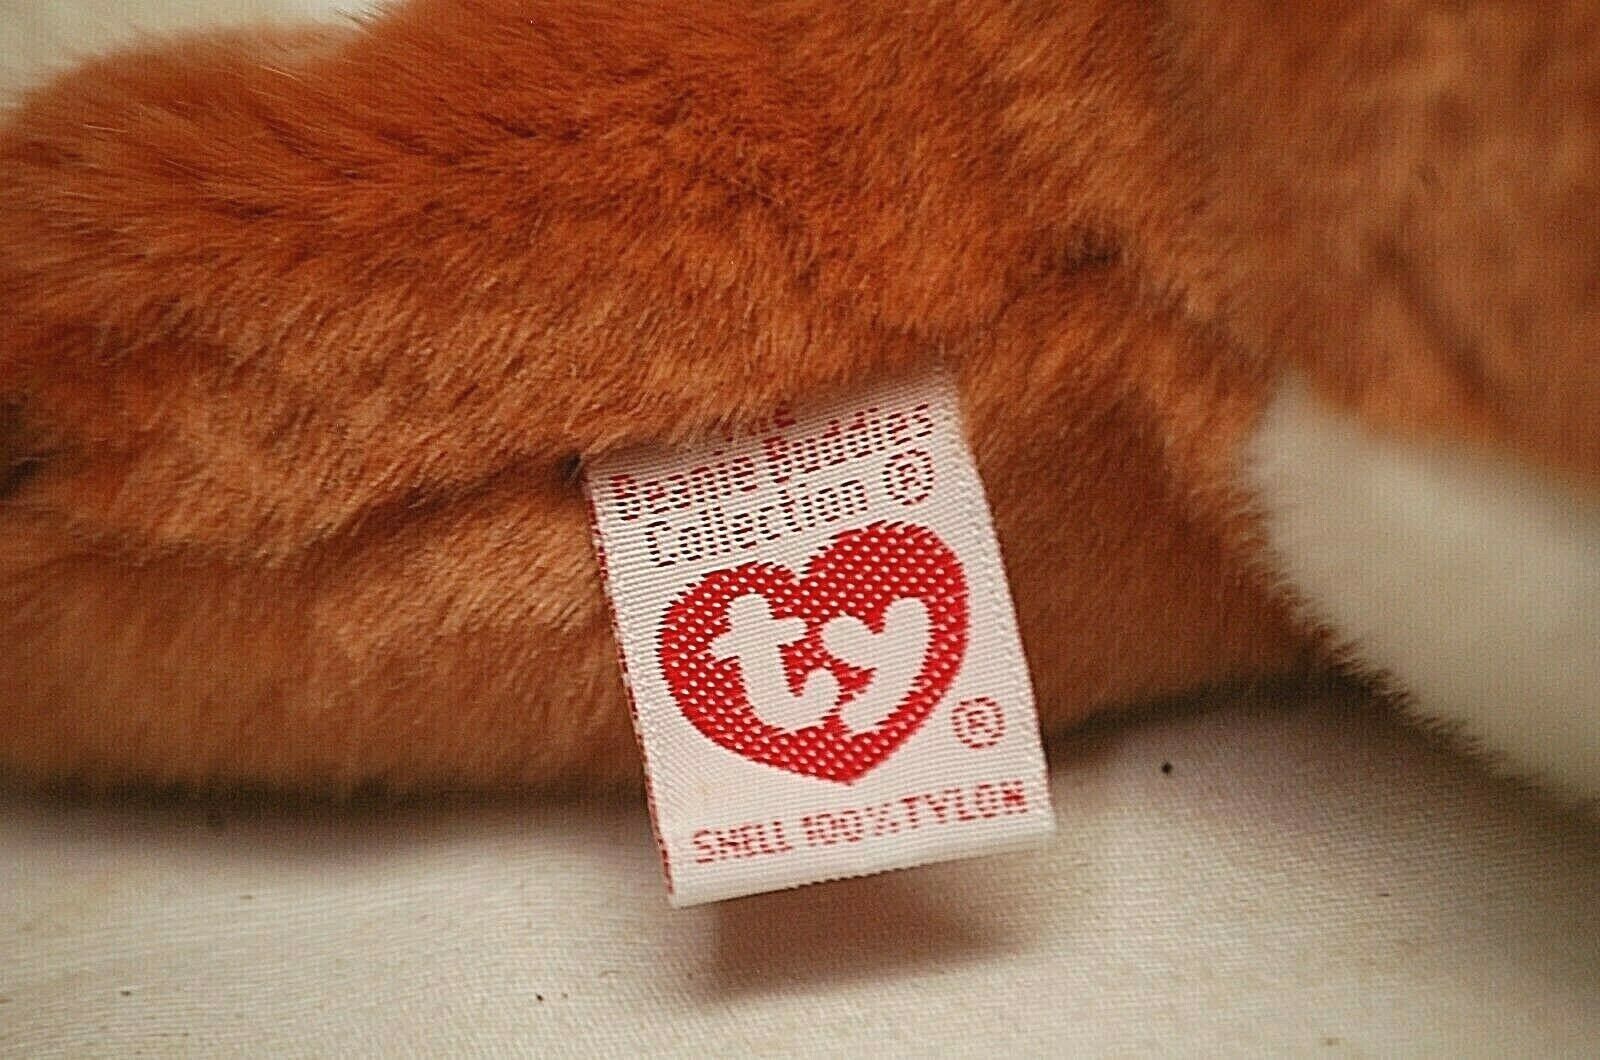 Beanie Buddies
Collection ®
ty
®
SHELL 100% TYLON